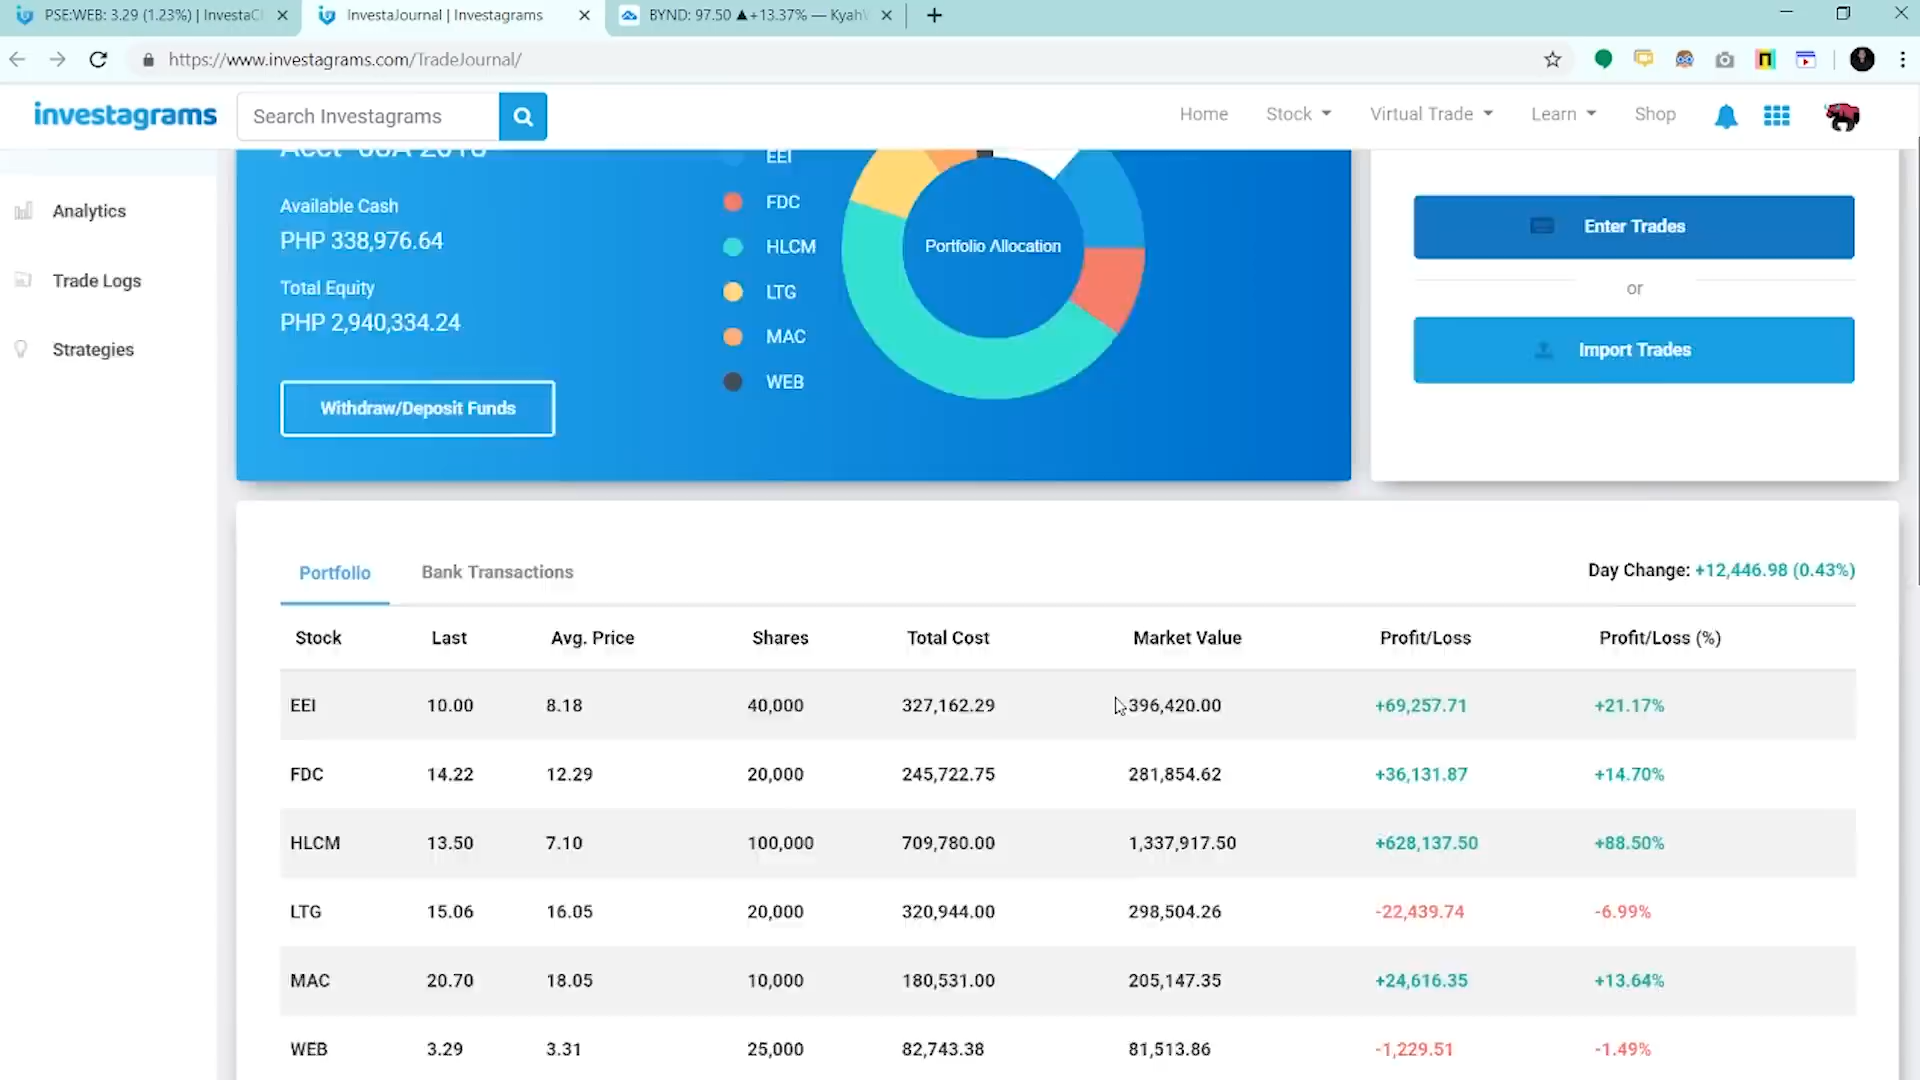 PSE:WEB: 3.29 (1.23%) | InvestaC
InvestaJournal | Investagrams
BYND: 97.50 ▲+13.37% — Kyah
https://www.investagrams.com/TradeJournal/
investagrams
Search Investagrams
Home
Stock
Virtual Trade
Learn
Shop
Analytics
Trade Logs
Strategies
Available Cash
PHP 338,976.64
Total Equity
PHP 2,940,334.24
Withdraw/Deposit Funds
EEI
FDC
HLCM
LTG
MAC
WEB
Portfolio Allocation
Enter Trades
or
Import Trades
Portfolio
Bank Transactions
Day Change: +12,446.98 (0.43%)
Stock Last Avg. Price Shares Total Cost Market Value Profit/Loss Profit/Loss (%)
EEI 10.00 8.18 40,000 327,162.29 396,420.00 +69,257.71 +21.17%
FDC 14.22 12.29 20,000 245,722.75 281,854.62 +36,131.87 +14.70%
HLCM 13.50 7.10 100,000 709,780.00 1,337,917.50 +628,137.50 +88.50%
LTG 15.06 16.05 20,000 320,944.00 298,504.26 -22,439.74 -6.99%
MAC 20.70 18.05 10,000 180,531.00 205,147.35 +24,616.35 +13.64%
WEB 3.29 3.31 25,000 82,743.38 81,513.86 -1,229.51 -1.49%